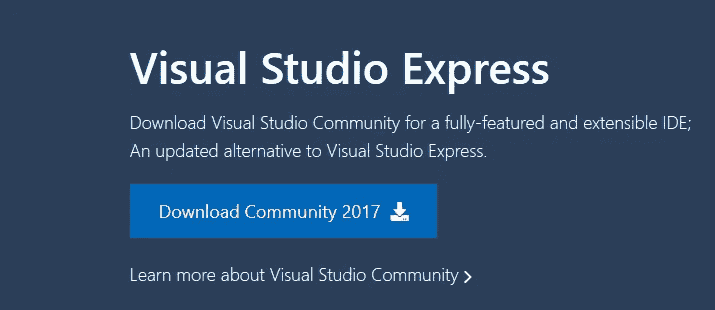 Visual Studio Express
Download Visual Studio Community for a fully-featured and extensible IDE;
An updated alternative to Visual Studio Express.
Download Community 2017
Learn more about Visual Studio Community